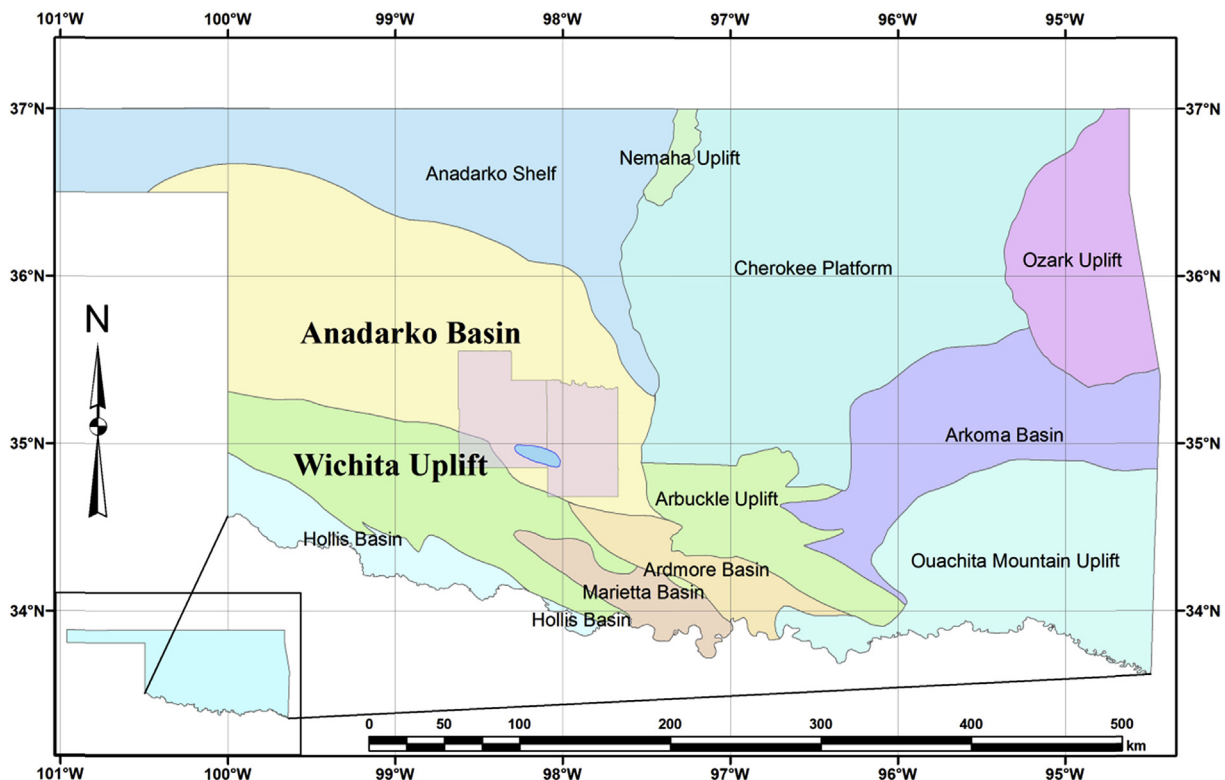 101°W 100°W 99°W 98°W 97°W 96°W 95°W
37°N 37°N
Nemaha Uplift
Anadarko Shelf
Ozark Uplift
Cherokee Platform
36°N 36°N
N
Anadarko Basin
35°N 35°N
Arkoma Basin
Wichita Uplift
Arbuckle Uplift
Hollis Basin
Ouachita Mountain Uplift
Ardmore Basin
Marietta Basin
34°N 34°N
Hollis Basin
0 50 100 200 300 400 500
km
101°W 100°W 99°W 98°W 97°W 96°W 95°W